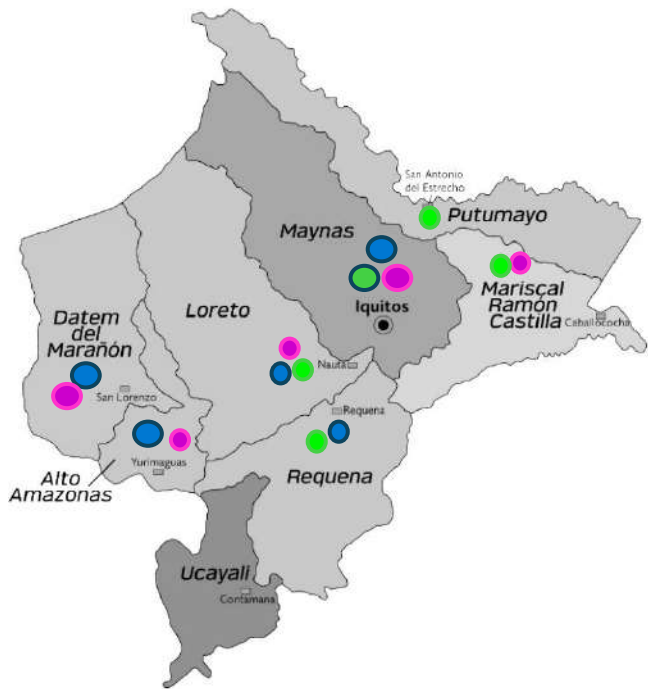 San Antonio
del Estrecho
Putumayo
Maynas
Mariscal
Ramón
Castilla
Caballococha
Iquitos
Loreto
Datem
del
Marañón
Nauta
San Lorenzo
Requena
Yurimaguas
Alto
Amazonas
Requena
Ucayali
Contamana